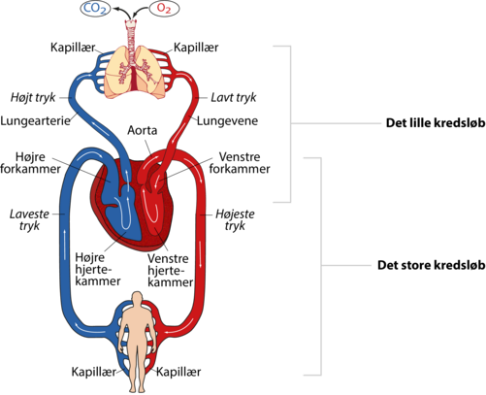 CO2
O2
Kapillær
Kapillær
Højt tryk
Lavt tryk
Lungearterie
Lungevene
Det lille kredsløb
Aorta
Højre
forkammer
Venstre
forkammer
Laveste
tryk
Højeste
tryk
Højre
hjerte-
kammer
Venstre
hjerte-
kammer
Det store kredsløb
Kapillær
Kapillær